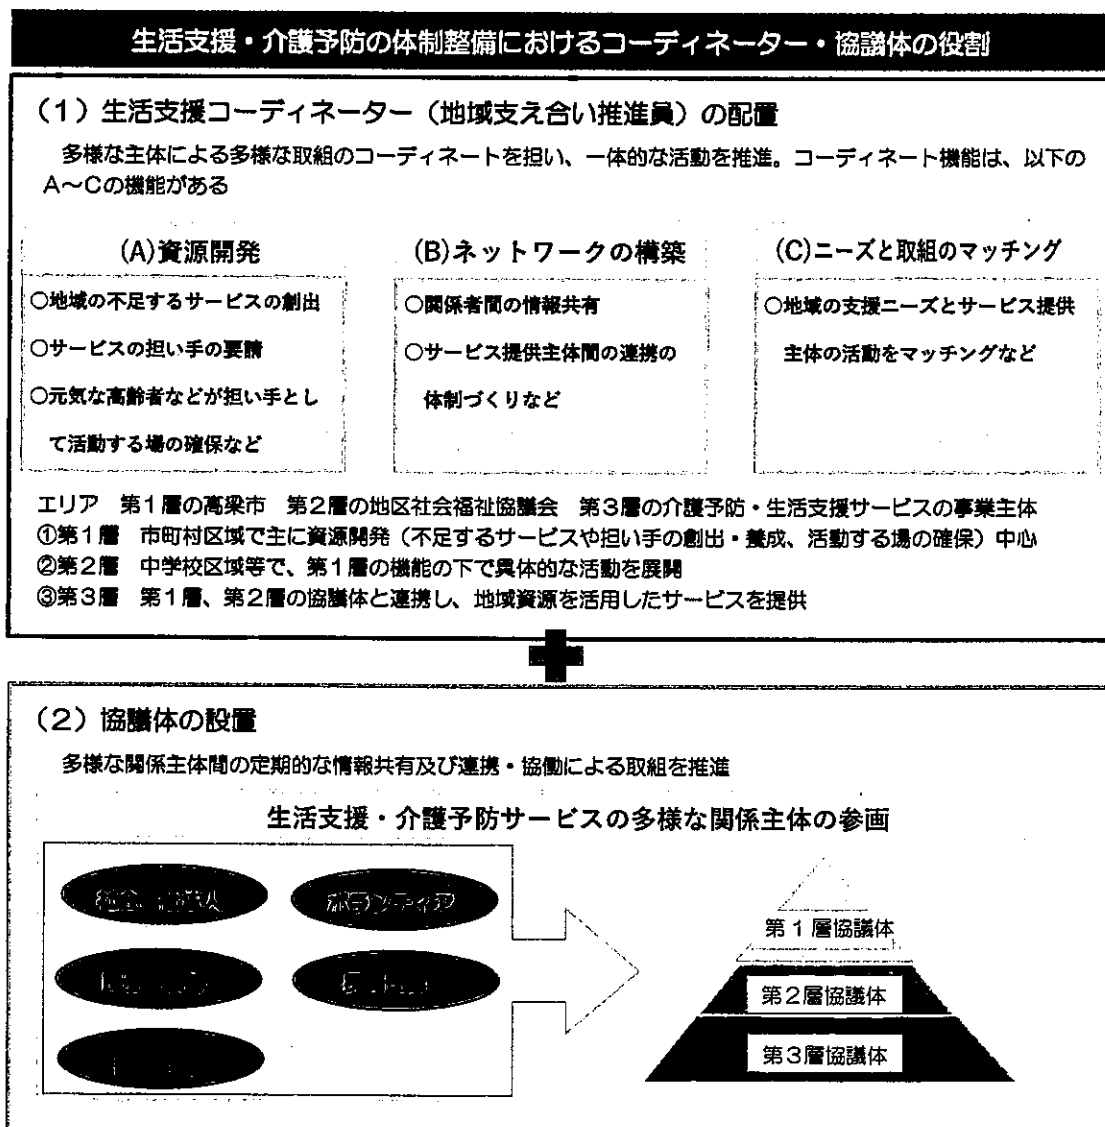 生活支援・介護予防の体制整備におけるコーディネーター・協議体の役割
（１）生活支援コーディネーター（地域支え合い推進員）の配置
多様な主体による多様な取組のコーディネートを担い、一体的な活動を推進。コーディネート機能は、以下の
A～Cの機能がある
(A)資源開発
○地域の不足するサービスの創出
○サービスの担い手の要請
○元気な高齢者などが担い手とし
て活動する場の確保など
(B)ネットワークの構築
○関係者間の情報共有
○サービス提供主体間の連携の
体制づくりなど
(C)ニーズと取組のマッチング
○地域の支援ニーズとサービス提供
主体の活動をマッチングなど
エリア　第１層の高梁市　第２層の地区社会福祉協議会　第３層の介護予防・生活支援サービスの事業主体
①第１層　市町村区域で主に資源開発（不足するサービスや担い手の創出・養成、活動する場の確保）中心
②第２層　中学校区域等で、第１層の機能の下で具体的な活動を展開
③第３層　第１層、第２層の協議体と連携し、地域資源を活用したサービスを提供
（２）協議体の設置
多様な関係主体間の定期的な情報共有及び連携・協働による取組を推進
生活支援・介護予防サービスの多様な関係主体の参画
ボランティア
第１層協議体
第２層協議体
第３層協議体